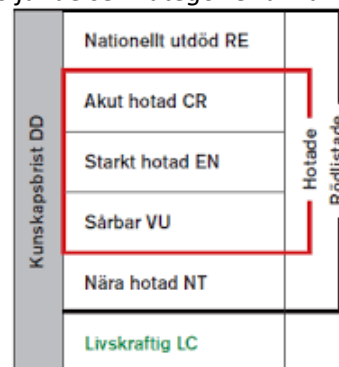 Nationellt utdöd RE
Akut hotad CR
Starkt hotad EN
Sårbar VU
Nära hotad NT
Livskraftig LC
Kunskapsbrist DD
Hotade
Rödlistade